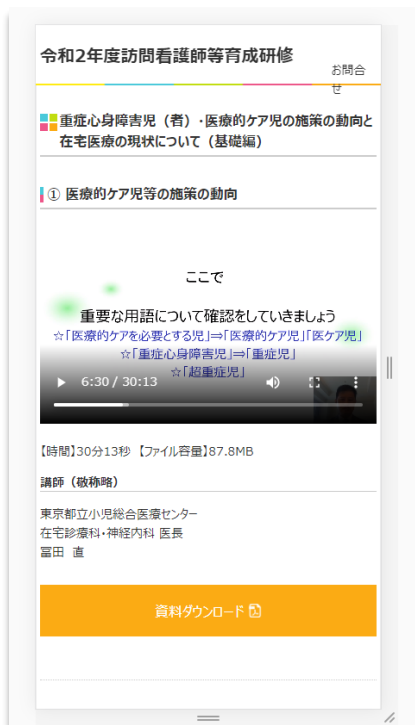 令和2年度訪問看護師等育成研修
お問合
せ
重症心身障害児（者）・医療的ケア児の施策の動向と
在宅医療の現状について（基礎編）
① 医療的ケア児等の施策の動向
ここで
重要な用語について確認をしていきましょう
☆「医療的ケアを必要とする児」⇒「医療的ケア児」「医ケア児」
☆「重症心身障害児」⇒「重症児」
☆「超重症児」
6:30 / 30:13
【時間】30分13秒 【ファイル容量】87.8MB
講師（敬称略）
東京都立小児総合医療センター
在宅診療科・神経内科 医長
冨田　直
資料ダウンロード